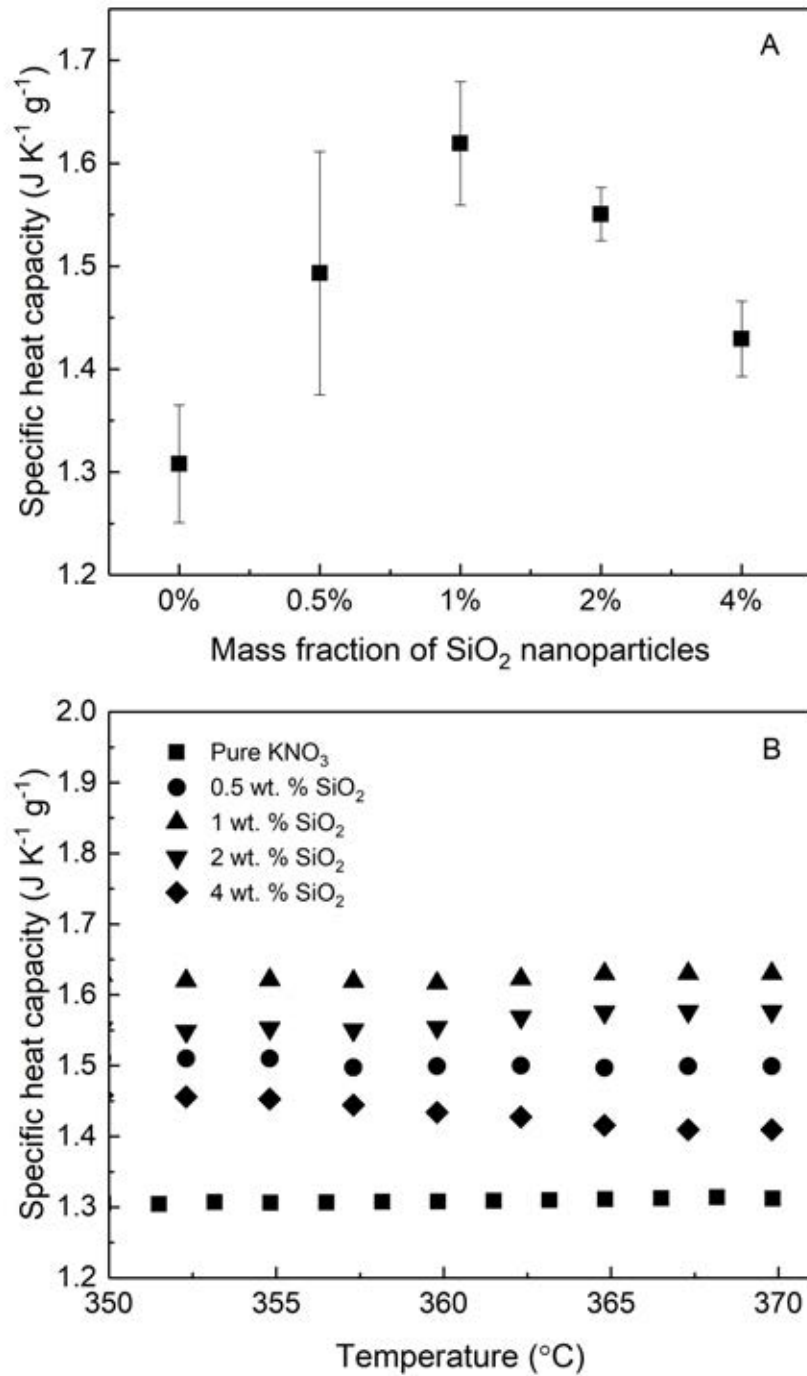 A
Specific heat capacity (J K⁻¹ g⁻¹)
1.7
1.6
1.5
1.4
1.3
1.2
0% 0.5% 1% 2% 4%
Mass fraction of SiO₂ nanoparticles
B
Specific heat capacity (J K⁻¹ g⁻¹)
2.0
1.9
1.8
1.7
1.6
1.5
1.4
1.3
1.2
Pure KNO₃
0.5 wt. % SiO₂
1 wt. % SiO₂
2 wt. % SiO₂
4 wt. % SiO₂
350 355 360 365 370
Temperature (°C)